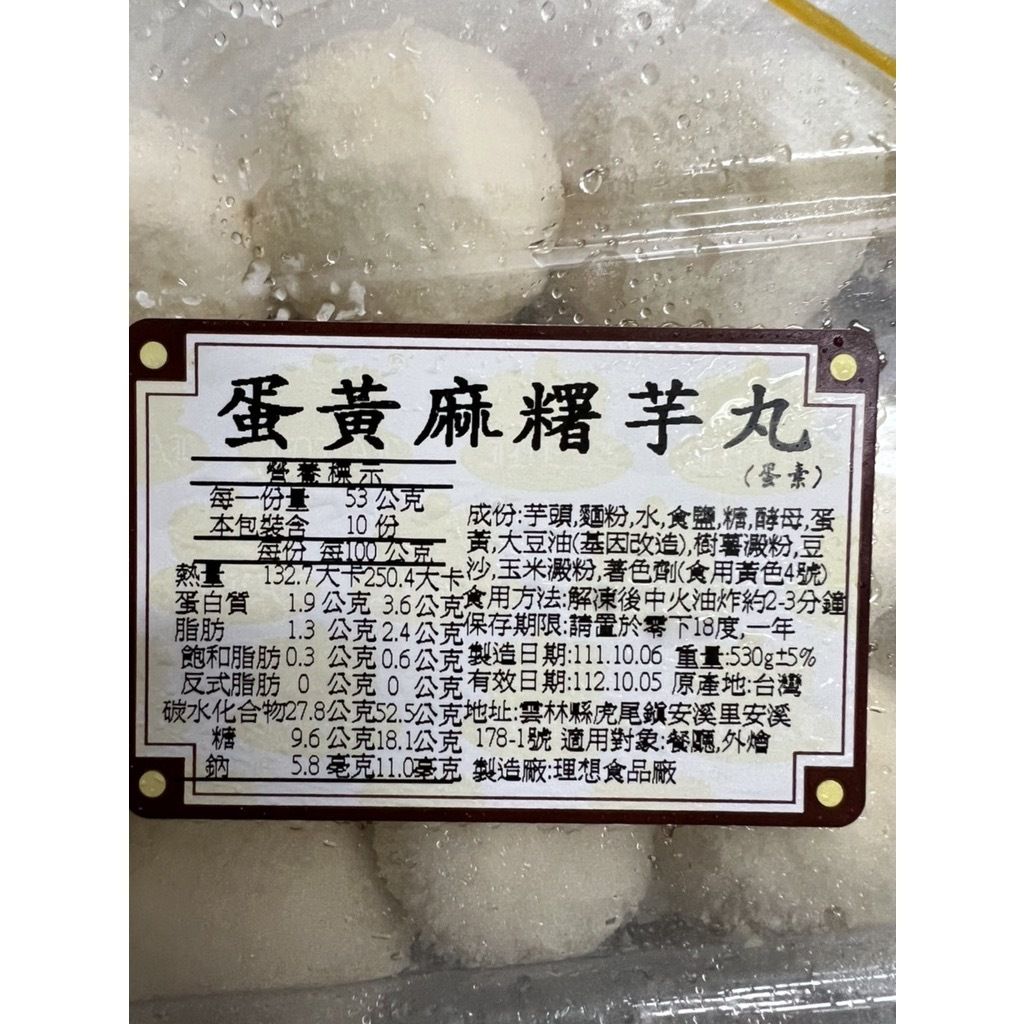 蛋黃麻糬芋丸
(蛋素)
營養標示
每一份量 53 公克
本包裝含 10 份
每份 每100 公克
熱量 132.7大卡250.4大卡
蛋白質 1.9 公克 3.6 公克
脂肪 1.3 公克 2.4 公克
飽和脂肪 0.3 公克 0.6 公克
反式脂肪 0 公克 0 公克
碳水化合物27.8公克52.5公克
糖 9.6 公克18.1公克
鈉 5.8 毫克11.0毫克
成份:芋頭,麵粉,水,食鹽,糖,酵母,蛋
黃,大豆油(基因改造),樹薯澱粉,豆
沙,玉米澱粉,著色劑(食用黃色4號)
食用方法:解凍後中火油炸約2-3分鐘
保存期限:請置於零下18度,一年
製造日期:111.10.06 重量:530g±5%
有效日期:112.10.05 原產地:台灣
地址:雲林縣虎尾鎮安溪里安溪
178-1號 適用對象:餐廳,外燴
製造廠:理想食品廠